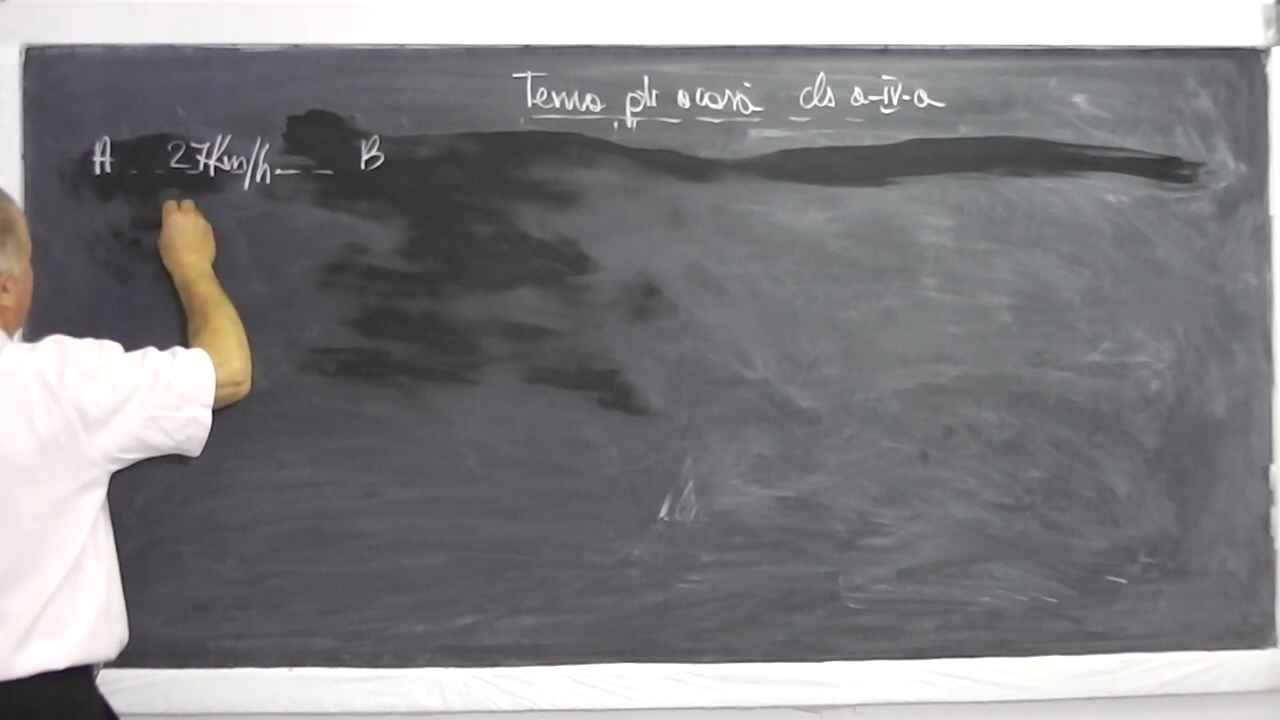 Tema ptr acasă cls a-IV-a
A _ _ 27Km/h _ _ B